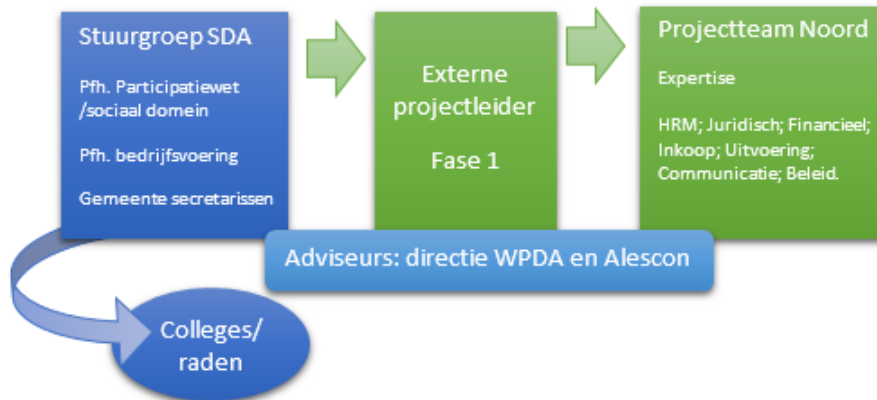 Stuurgroep SDA
Pfh. Participatiewet
/sociaal domein
Pfh. bedrijfsvoering
Gemeente secretarissen
Externe
projectleider
Fase 1
Projectteam Noord
Expertise
HRM; Juridisch; Financieel;
Inkoop; Uitvoering;
Communicatie; Beleid.
Adviseurs: directie WPDA en Alescon
Colleges/
raden